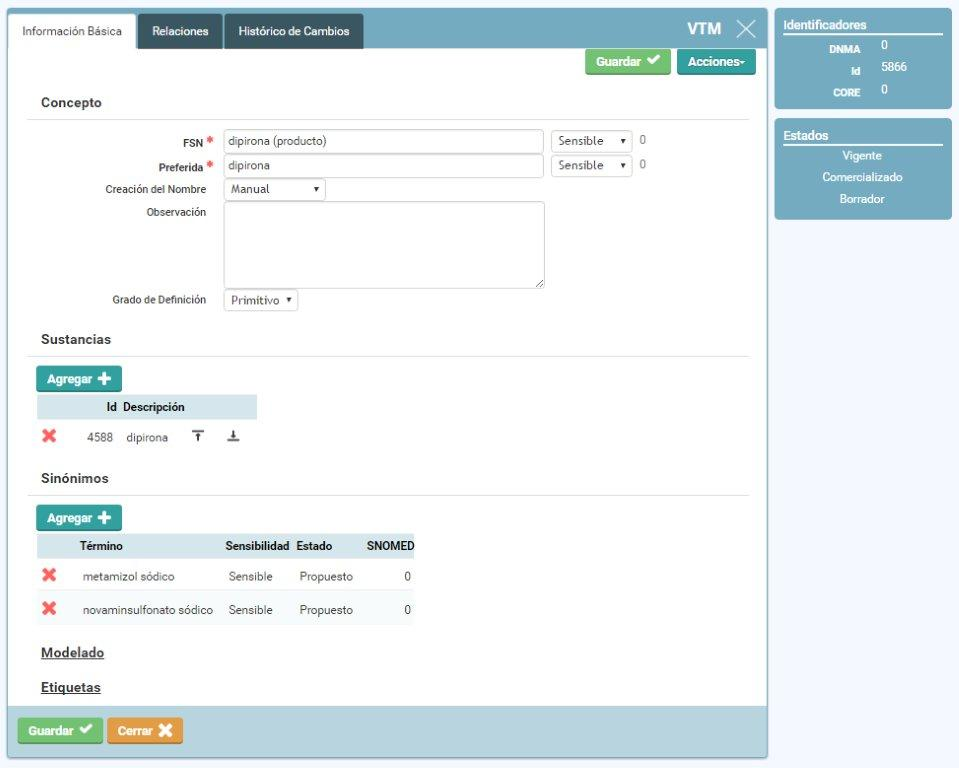 Información Básica Relaciones Histórico de Cambios VTM
Guardar Acciones
Concepto
FSN * dipirona (producto) Sensible 0
Preferida * dipirona Sensible 0
Creación del Nombre Manual
Observación
Grado de Definición Primitivo
Sustancias
Agregar
Id Descripción
4588 dipirona
Sinónimos
Agregar
Término Sensibilidad Estado SNOMED
metamizol sódico Sensible Propuesto 0
novaminsulfonato sódico Sensible Propuesto 0
Modelado
Etiquetas
Guardar Cerrar
Identificadores
DNMA 0
Id 5866
CORE 0
Estados
Vigente
Comercializado
Borrador